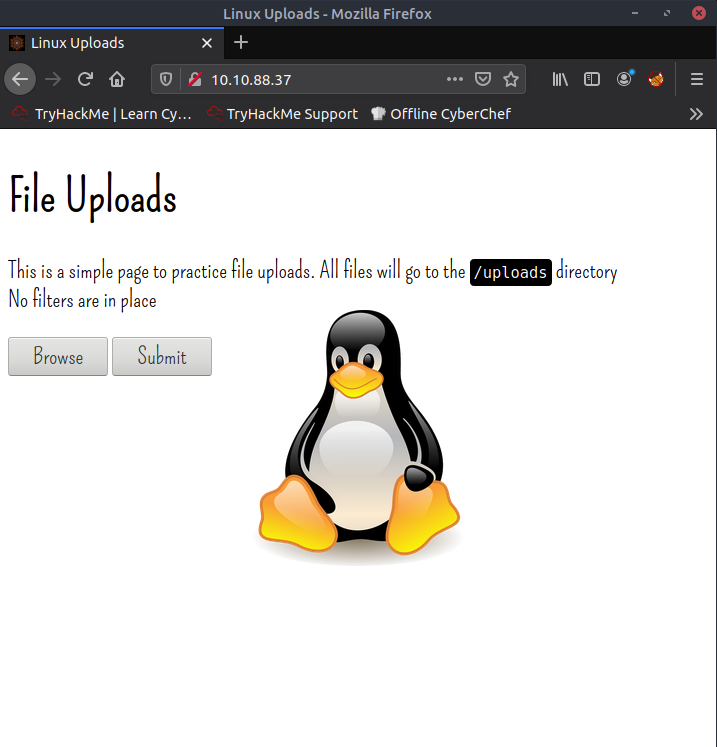 Linux Uploads - Mozilla Firefox
Linux Uploads
10.10.88.37
TryHackMe | Learn Cy… TryHackMe Support Offline CyberChef
File Uploads
This is a simple page to practice file uploads. All files will go to the /uploads directory
No filters are in place
Browse Submit